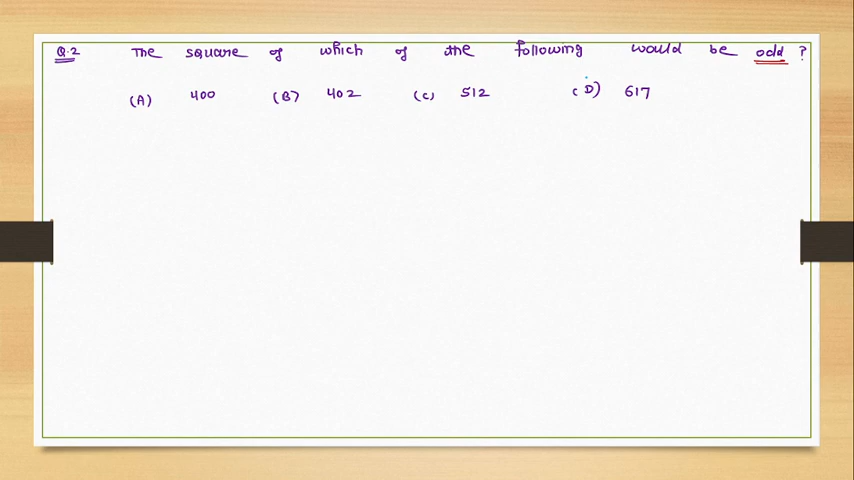 Q.2 The square of which of the following would be odd ?
(A) 400 (B) 402 (C) 512 (D) 617